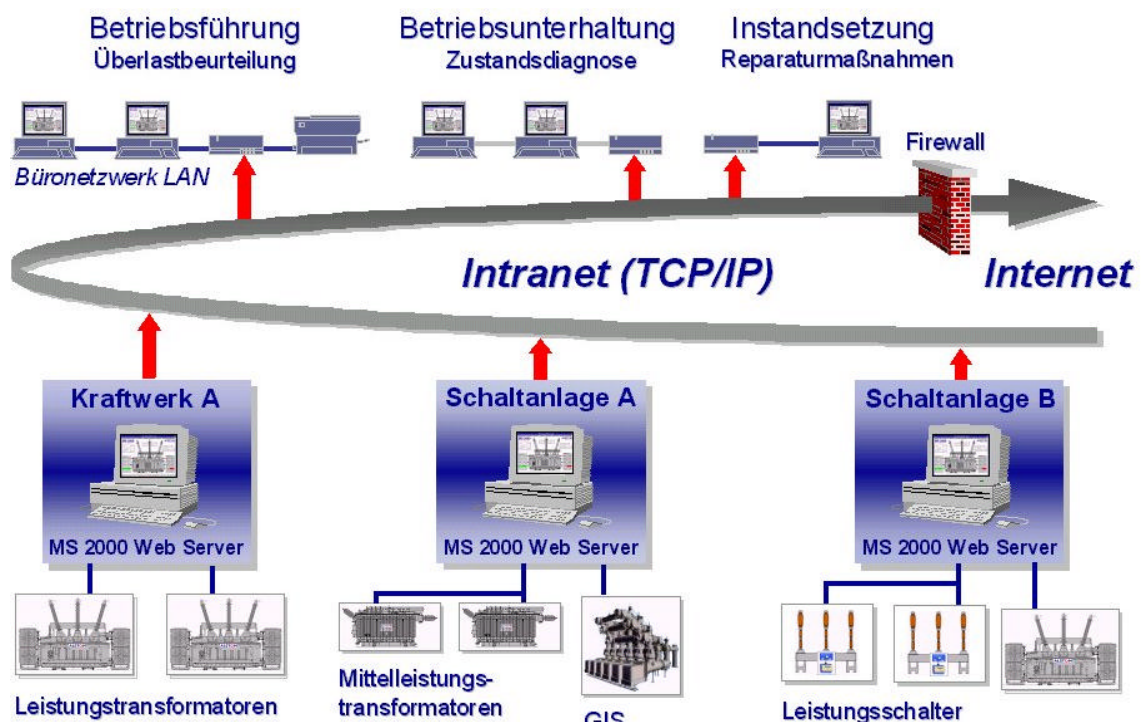 Betriebsführung
Überlastbeurteilung
Betriebsunterhaltung
Zustandsdiagnose
Instandsetzung
Reparaturmaßnahmen
Büronetzwerk LAN
Firewall
Intranet (TCP/IP)
Internet
Kraftwerk A
MS 2000 Web Server
Schaltanlage A
MS 2000 Web Server
Schaltanlage B
MS 2000 Web Server
Leistungstransformatoren
Mittelleistungs-
transformatoren
GIS
Leistungsschalter